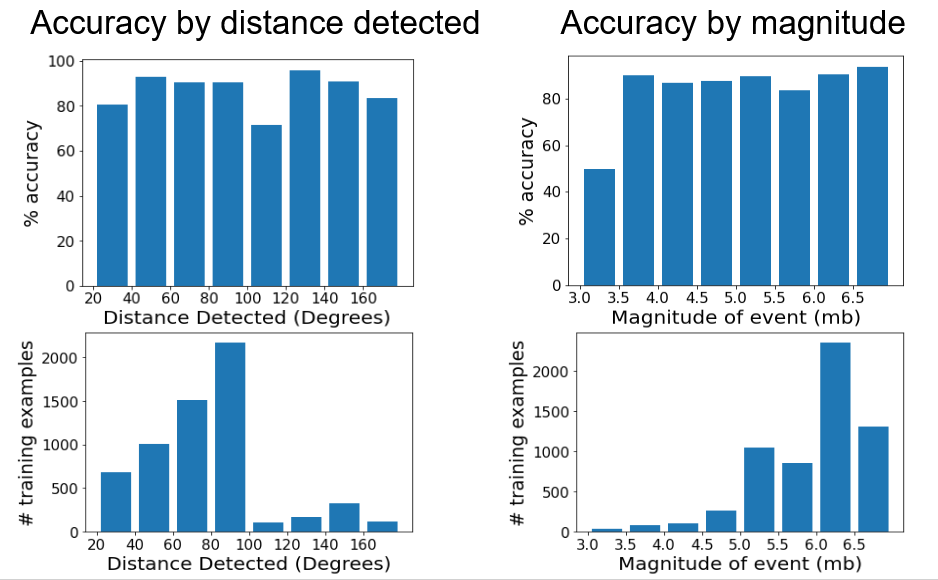 Accuracy by distance detected
Accuracy by magnitude
% accuracy
100
80
60
40
20
0
20 40 60 80 100 120 140 160
Distance Detected (Degrees)
% accuracy
80
60
40
20
0
3.0 3.5 4.0 4.5 5.0 5.5 6.0 6.5
Magnitude of event (mb)
# training examples
2000
1500
1000
500
0
20 40 60 80 100 120 140 160
Distance Detected (Degrees)
# training examples
2000
1500
1000
500
0
3.0 3.5 4.0 4.5 5.0 5.5 6.0 6.5
Magnitude of event (mb)